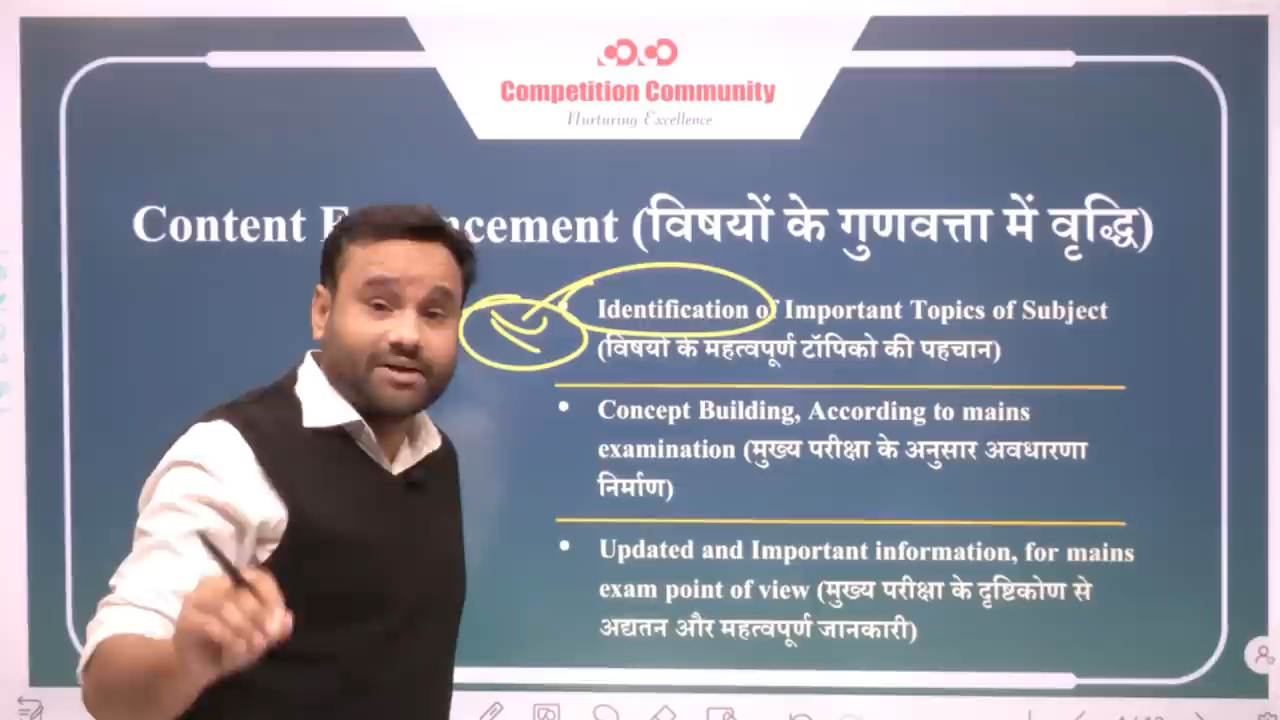 Competition Community
Nurturing Excellence
Content Enhancement (विषयों के गुणवत्ता में वृद्धि)
Identification of Important Topics of Subject
(विषयों के महत्वपूर्ण टॉपिको की पहचान)
• Concept Building, According to mains
examination (मुख्य परीक्षा के अनुसार अवधारणा
निर्माण)
• Updated and Important information, for mains
exam point of view (मुख्य परीक्षा के दृष्टिकोण से
अद्यतन और महत्वपूर्ण जानकारी)